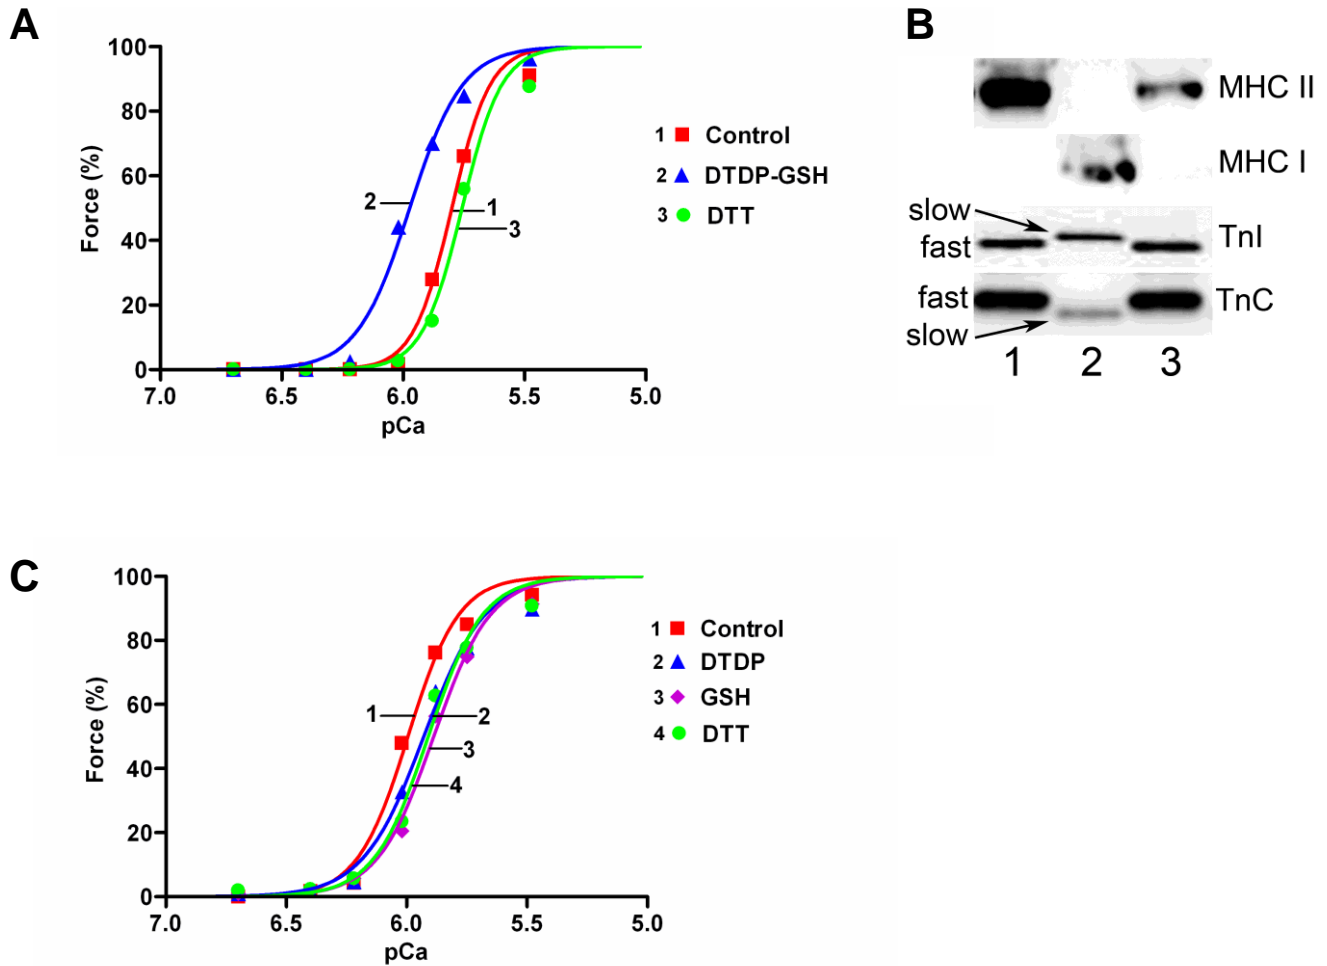 A
Force (%)
100
80
60
40
20
0
7.0 6.5 6.0 5.5 5.0
pCa
2
1
3
1 Control
2 DTDP-GSH
3 DTT
B
MHC II
MHC I
slow
fast
TnI
fast
TnC
slow
1 2 3
C
Force (%)
100
80
60
40
20
0
7.0 6.5 6.0 5.5 5.0
pCa
1
2
3
4
1 Control
2 DTDP
3 GSH
4 DTT